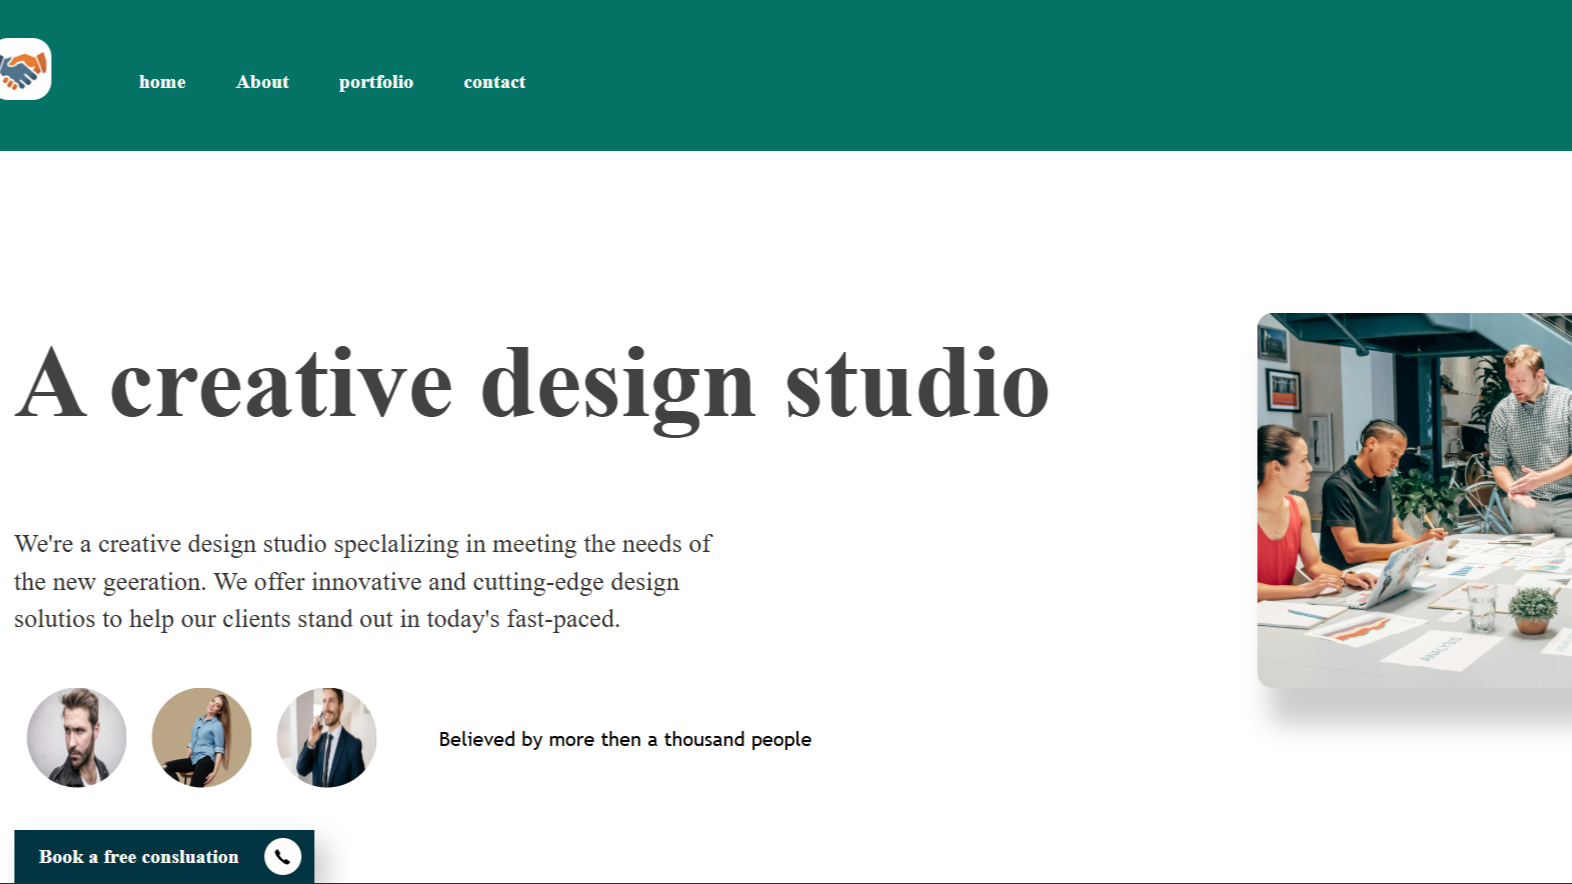 home About portfolio contact
A creative design studio
We're a creative design studio speclalizing in meeting the needs of
the new geeration. We offer innovative and cutting-edge design
solutios to help our clients stand out in today's fast-paced.
ANALYSIS
Believed by more then a thousand people
Book a free consluation